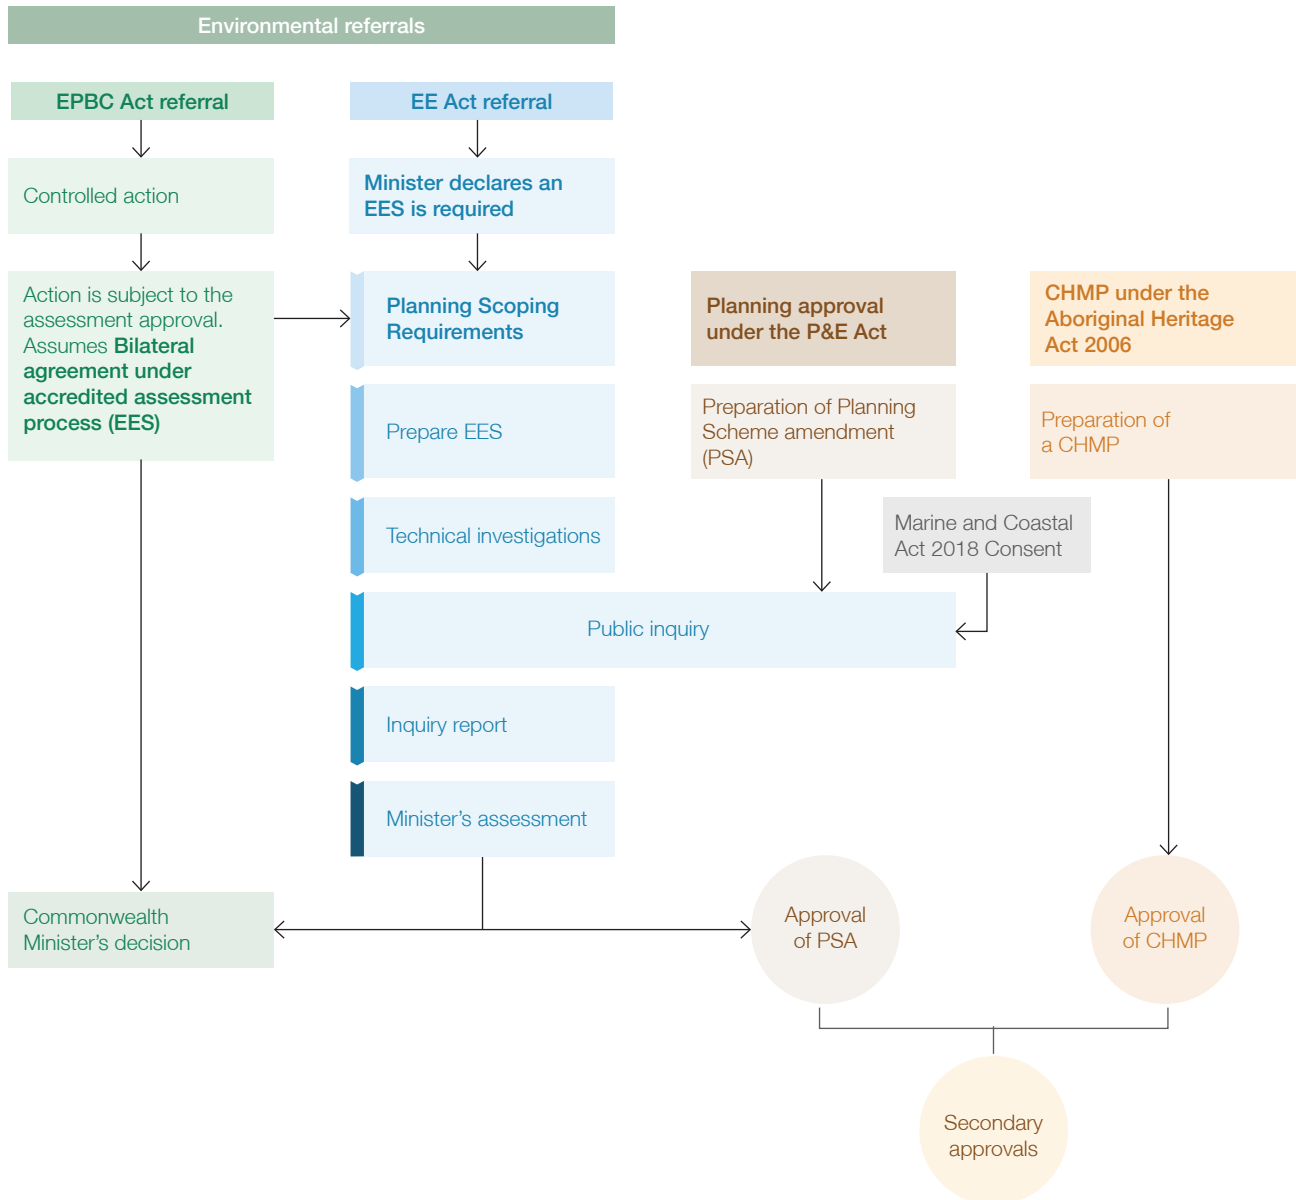 Environmental referrals
EPBC Act referral
EE Act referral
Controlled action
Minister declares an
EES is required
Action is subject to the
assessment approval.
Assumes Bilateral
agreement under
accredited assessment
process (EES)
Planning Scoping
Requirements
Planning approval
under the P&E Act
CHMP under the
Aboriginal Heritage
Act 2006
Prepare EES
Preparation of Planning
Scheme amendment
(PSA)
Preparation of
a CHMP
Technical investigations
Marine and Coastal
Act 2018 Consent
Public inquiry
Inquiry report
Minister’s assessment
Commonwealth
Minister’s decision
Approval
of PSA
Approval
of CHMP
Secondary
approvals